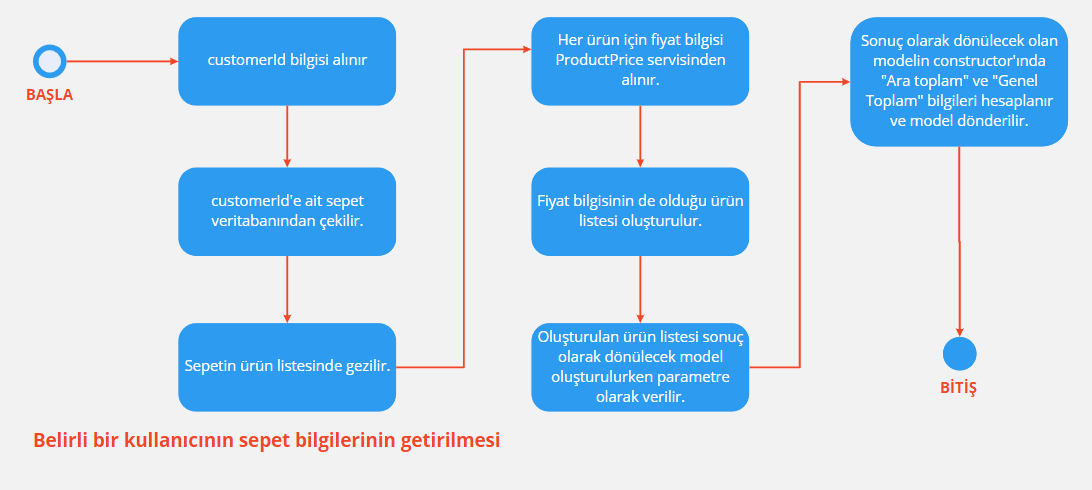 BAŞLA
customerId bilgisi alınır
customerId'e ait sepet
veritabanından çekilir.
Sepetin ürün listesinde gezilir.
Her ürün için fiyat bilgisi
ProductPrice servisinden
alınır.
Fiyat bilgisinin de olduğu ürün
listesi oluşturulur.
Oluşturulan ürün listesi sonuç
olarak dönülecek model
oluşturulurken parametre
olarak verilir.
Sonuç olarak dönülecek olan
modelin constructor'ında
"Ara toplam" ve "Genel
Toplam" bilgileri hesaplanır
ve model dönderilir.
BİTİŞ
Belirli bir kullanıcının sepet bilgilerinin getirilmesi